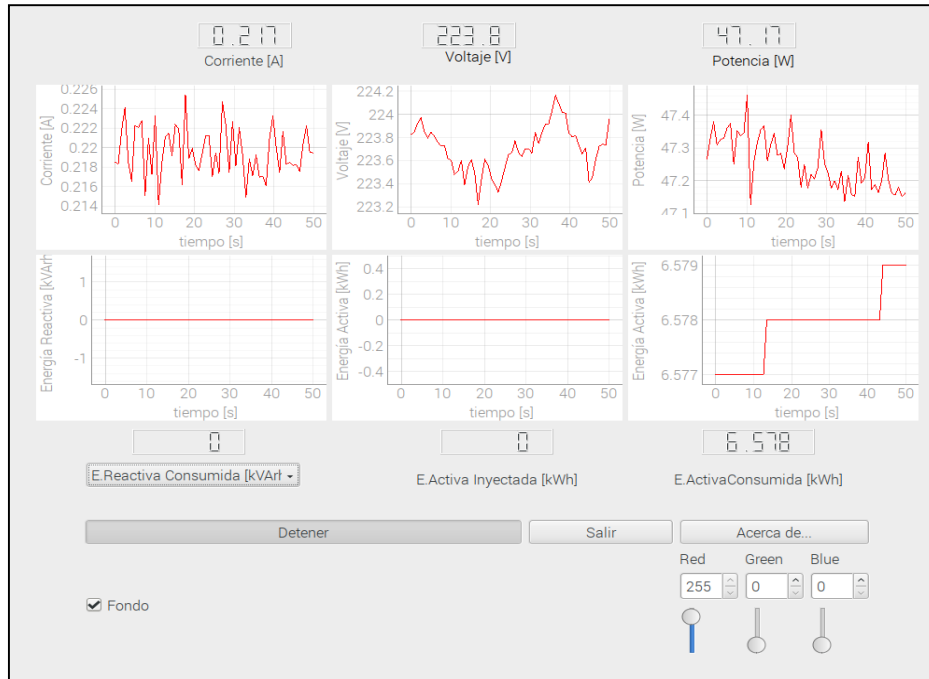 0.217 223.8 47.17
Corriente [A] Voltaje [V] Potencia [W]
Corriente [A]
0.226
0.224
0.222
0.22
0.218
0.216
0.214
0 10 20 30 40 50
tiempo [s]
Voltaje [V]
224.2
224
223.8
223.6
223.4
223.2
0 10 20 30 40 50
tiempo [s]
Potencia [W]
47.4
47.3
47.2
47.1
0 10 20 30 40 50
tiempo [s]
Energía Reactiva [kVArh
1
0
-1
0 10 20 30 40 50
tiempo [s]
Energía Activa [kWh]
0.4
0.2
0
-0.2
-0.4
0 10 20 30 40 50
tiempo [s]
Energía Activa [kWh]
6.579
6.578
6.577
0 10 20 30 40 50
tiempo [s]
0 0 6.578
E.Reactiva Consumida [kVArh E.Activa Inyectada [kWh] E.ActivaConsumida [kWh]
Detener Salir Acerca de...
Red Green Blue
255 0 0
Fondo